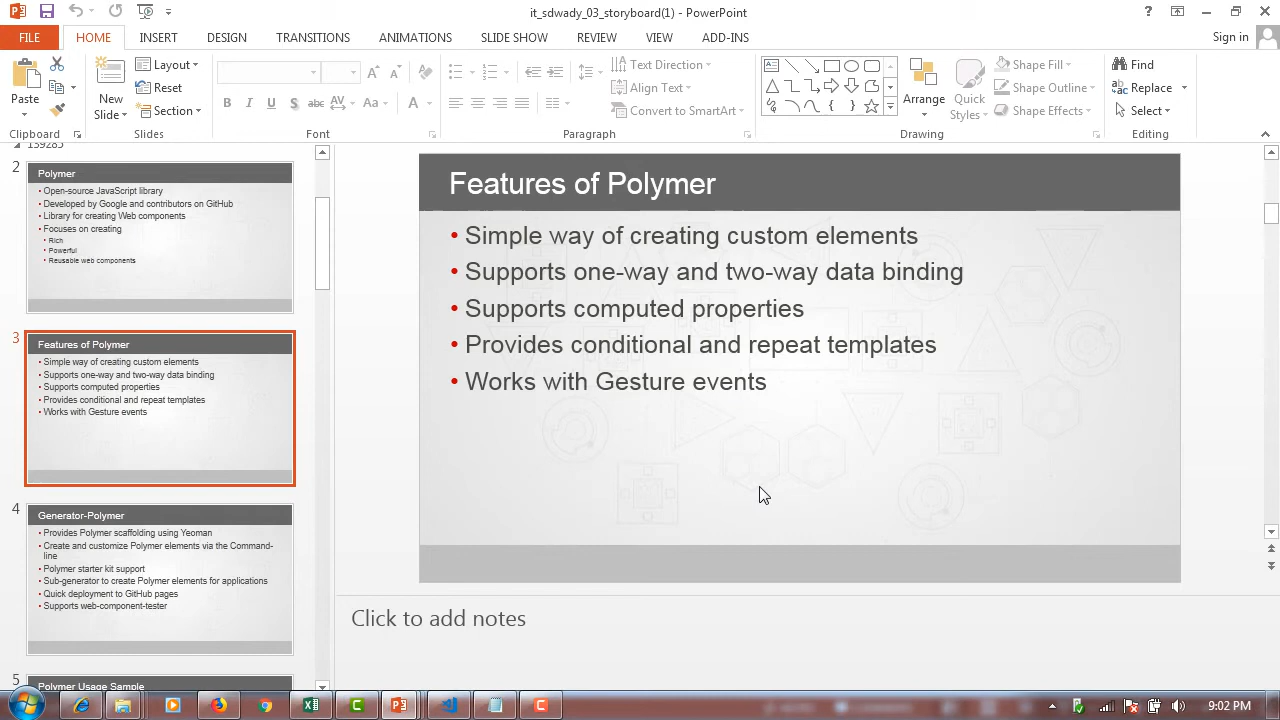 it_sdwady_03_storyboard(1) - PowerPoint
FILE HOME INSERT DESIGN TRANSITIONS ANIMATIONS SLIDE SHOW REVIEW VIEW ADD-INS Sign in
Paste
New Slide
Layout
Reset
Section
B I U S abc AV Aa A
Text Direction
Align Text
Convert to SmartArt
Arrange
Quick Styles
Shape Fill
Shape Outline
Shape Effects
Find
Replace
Select
Clipboard Slides Font Paragraph Drawing Editing
139285
2
Polymer
• Open-source JavaScript library
• Developed by Google and contributors on GitHub
• Library for creating Web components
• Focuses on creating
• Rich
• Powerful
• Reusable web components
3
Features of Polymer
• Simple way of creating custom elements
• Supports one-way and two-way data binding
• Supports computed properties
• Provides conditional and repeat templates
• Works with Gesture events
4
Generator-Polymer
• Provides Polymer scaffolding using Yeoman
• Create and customize Polymer elements via the Command-
line
• Polymer starter kit support
• Sub-generator to create Polymer elements for applications
• Quick deployment to GitHub pages
• Supports web-component-tester
5
Polymer Usage Sample
Features of Polymer
• Simple way of creating custom elements
• Supports one-way and two-way data binding
• Supports computed properties
• Provides conditional and repeat templates
• Works with Gesture events
Click to add notes
9:02 PM